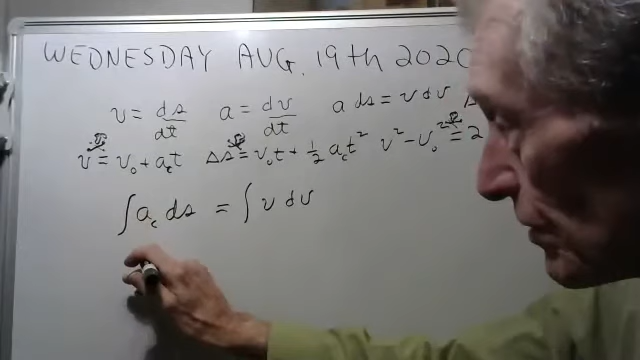 WEDNESDAY AUG. 19th 2020
v = ds/dt a = dv/dt a ds = v dv
v = v₀ + a꜀t Δs = v₀t + 1/2 a꜀t² v² - v₀² = 2
∫ a꜀ ds = ∫ v dv